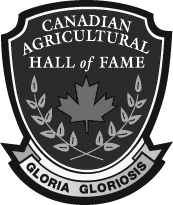 CANADIAN
AGRICULTURAL
HALL of FAME
GLORIA GLORIOSIS